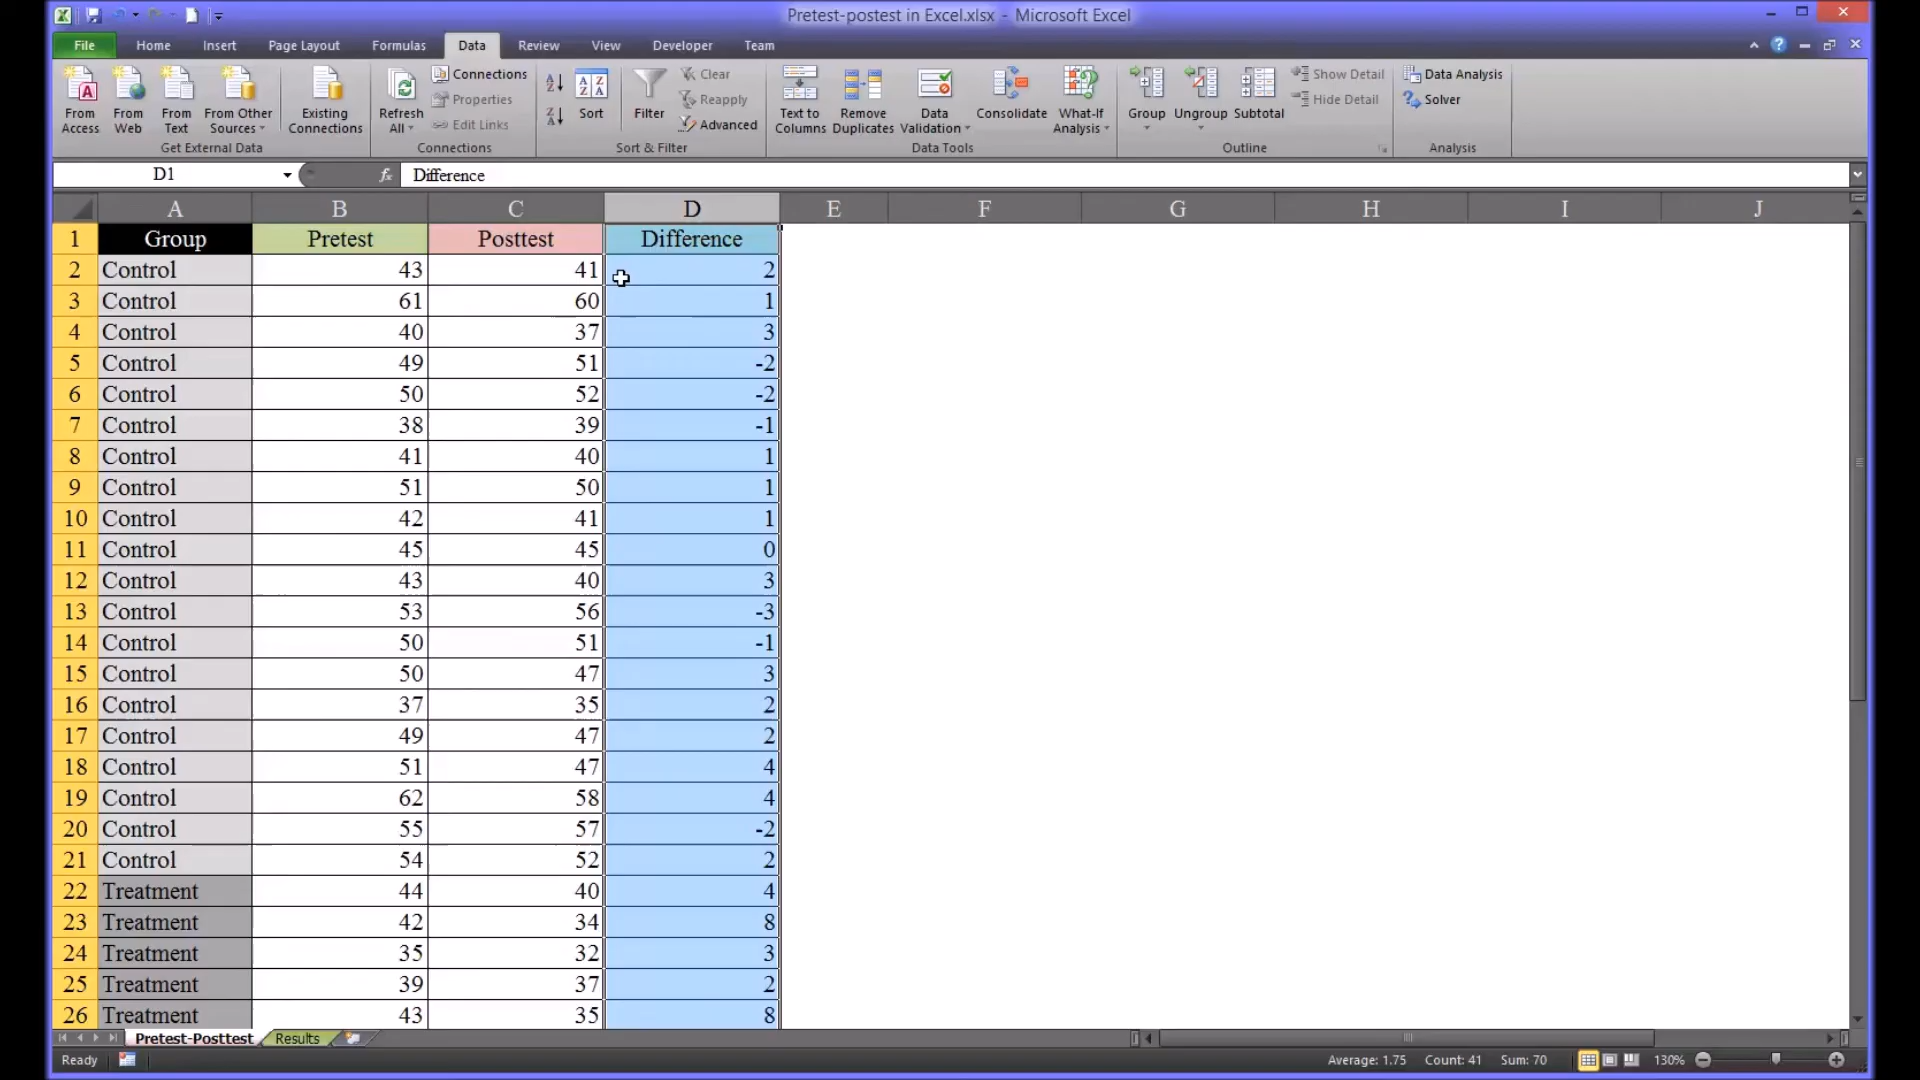 Pretest-postest in Excel.xlsx - Microsoft Excel
File Home Insert Page Layout Formulas Data Review View Developer Team
From Access From Web From Text From Other Sources Existing Connections
Get External Data
Refresh All Connections Properties Edit Links
Connections
Sort Filter Clear Reapply Advanced
Sort & Filter
Text to Columns Remove Duplicates Data Validation Consolidate What-If Analysis
Data Tools
Group Ungroup Subtotal Show Detail Hide Detail
Outline
Data Analysis Solver
Analysis
D1 fx Difference
A B C D E F G H I J
1 Group Pretest Posttest Difference
2 Control 43 41 2
3 Control 61 60 1
4 Control 40 37 3
5 Control 49 51 -2
6 Control 50 52 -2
7 Control 38 39 -1
8 Control 41 40 1
9 Control 51 50 1
10 Control 42 41 1
11 Control 45 45 0
12 Control 43 40 3
13 Control 53 56 -3
14 Control 50 51 -1
15 Control 50 47 3
16 Control 37 35 2
17 Control 49 47 2
18 Control 51 47 4
19 Control 62 58 4
20 Control 55 57 -2
21 Control 54 52 2
22 Treatment 44 40 4
23 Treatment 42 34 8
24 Treatment 35 32 3
25 Treatment 39 37 2
26 Treatment 43 35 8
Pretest-Posttest Results
Ready Average: 1.75 Count: 41 Sum: 70 130%